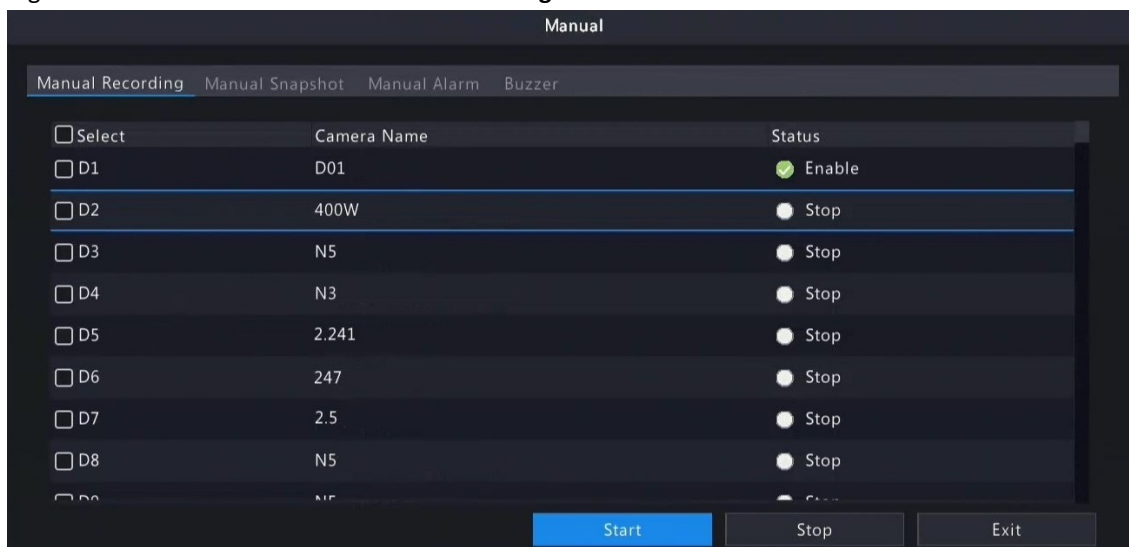 Manual
Manual Recording Manual Snapshot Manual Alarm Buzzer
Select Camera Name Status
D1 D01 Enable
D2 400W Stop
D3 N5 Stop
D4 N3 Stop
D5 2.241 Stop
D6 247 Stop
D7 2.5 Stop
D8 N5 Stop
Start Stop Exit